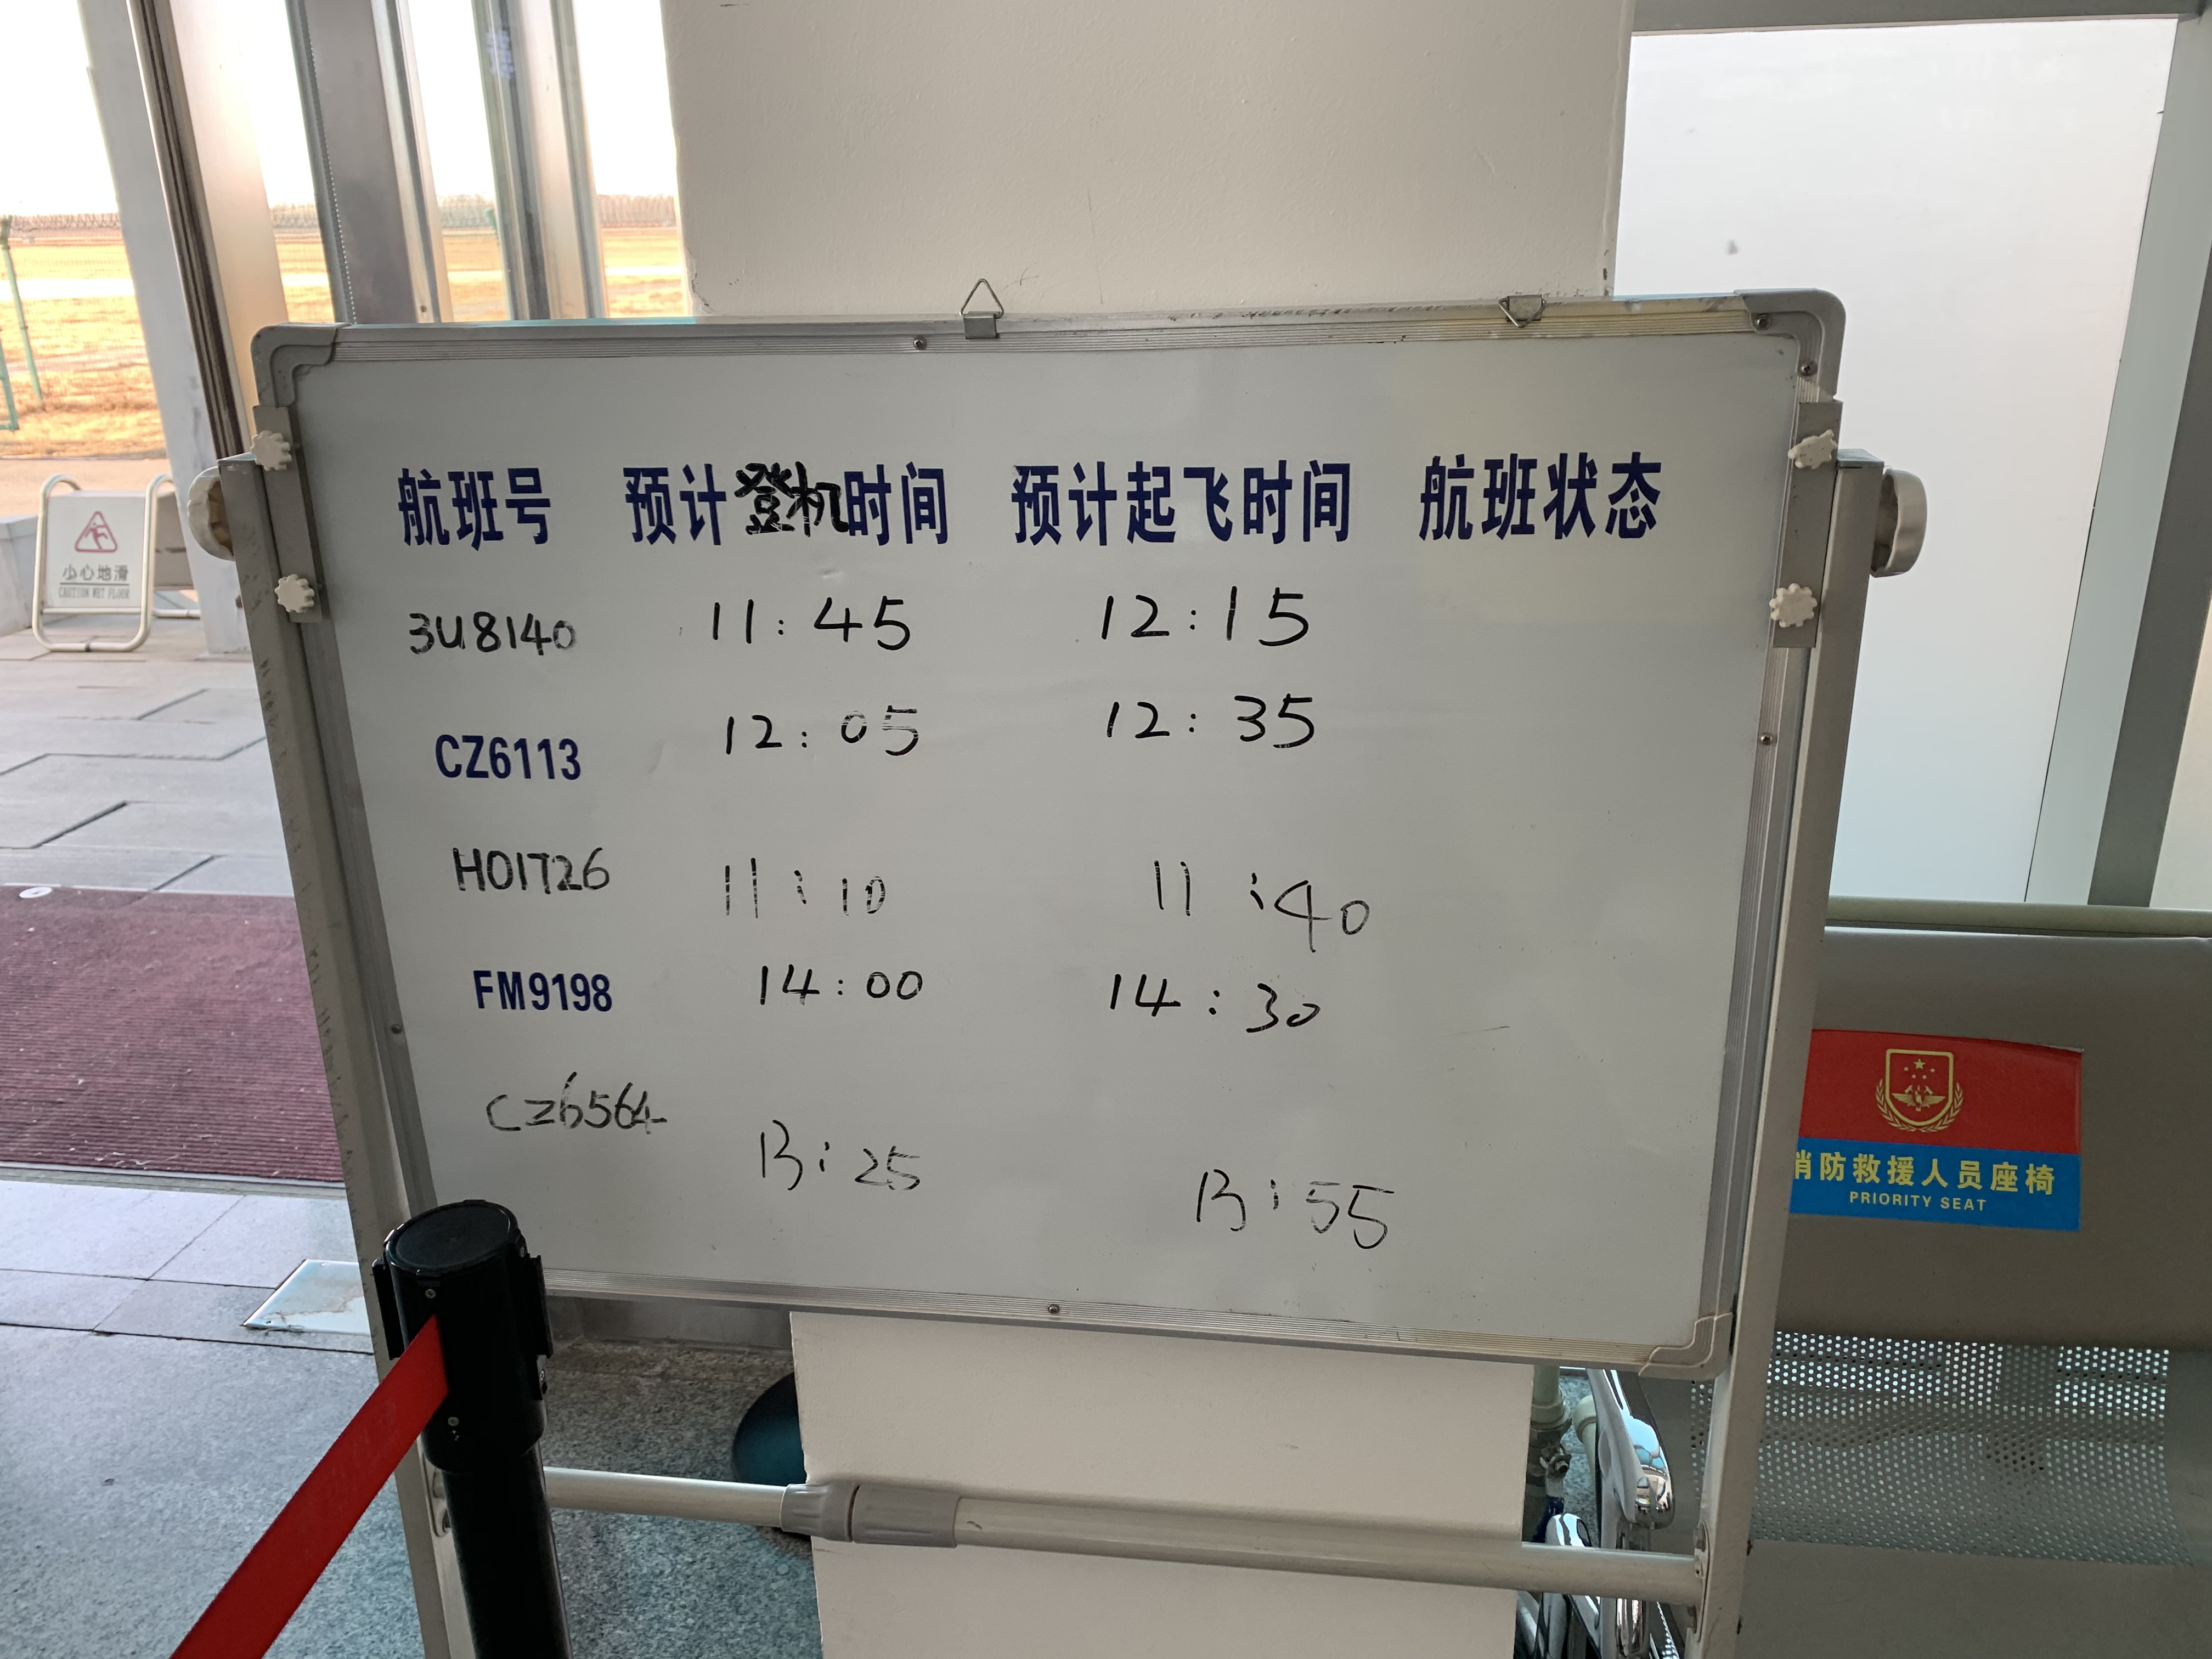 航班号 预计登机时间 预计起飞时间 航班状态
3U8140 11:45 12:15
CZ6113 12:05 12:35
HO1726 11:10 11:40
FM9198 14:00 14:30
CZ6564 13:25 13:55
小心地滑
CAUTION WET FLOOR
消防救援人员座椅
PRIORITY SEAT